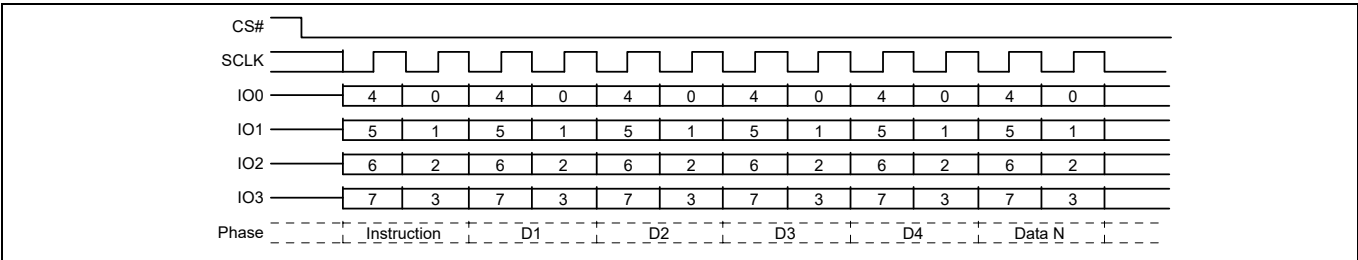 CS#
SCLK
IO0 4 0 4 0 4 0 4 0 4 0 4 0
IO1 5 1 5 1 5 1 5 1 5 1 5 1
IO2 6 2 6 2 6 2 6 2 6 2 6 2
IO3 7 3 7 3 7 3 7 3 7 3 7 3
Phase Instruction D1 D2 D3 D4 Data N